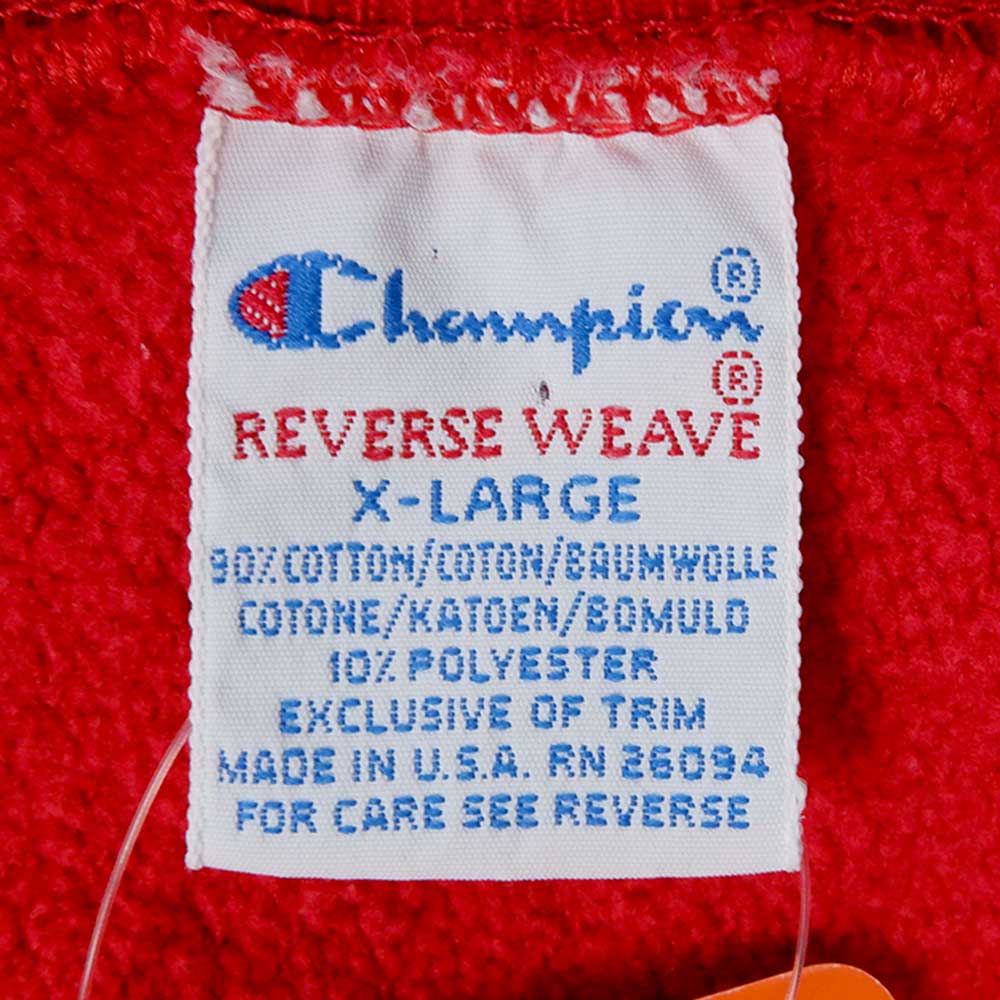 Champion®
®
REVERSE WEAVE
X-LARGE
90% COTTON/COTON/BAUMWOLLE
COTONE/KATOEN/BOMULD
10% POLYESTER
EXCLUSIVE OF TRIM
MADE IN U.S.A. RN 26094
FOR CARE SEE REVERSE